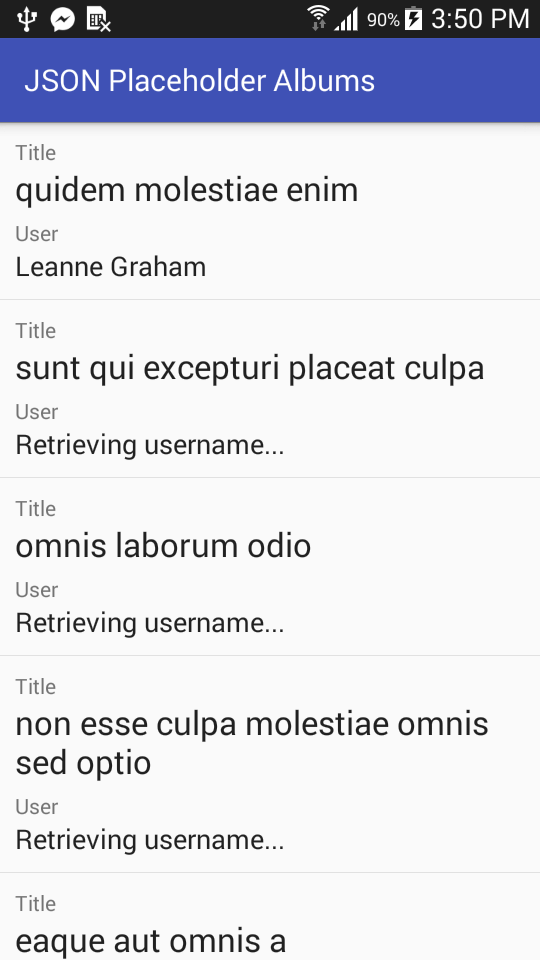 90% 3:50 PM
JSON Placeholder Albums
Title
quidem molestiae enim
User
Leanne Graham
Title
sunt qui excepturi placeat culpa
User
Retrieving username...
Title
omnis laborum odio
User
Retrieving username...
Title
non esse culpa molestiae omnis
sed optio
User
Retrieving username...
Title
eaque aut omnis a